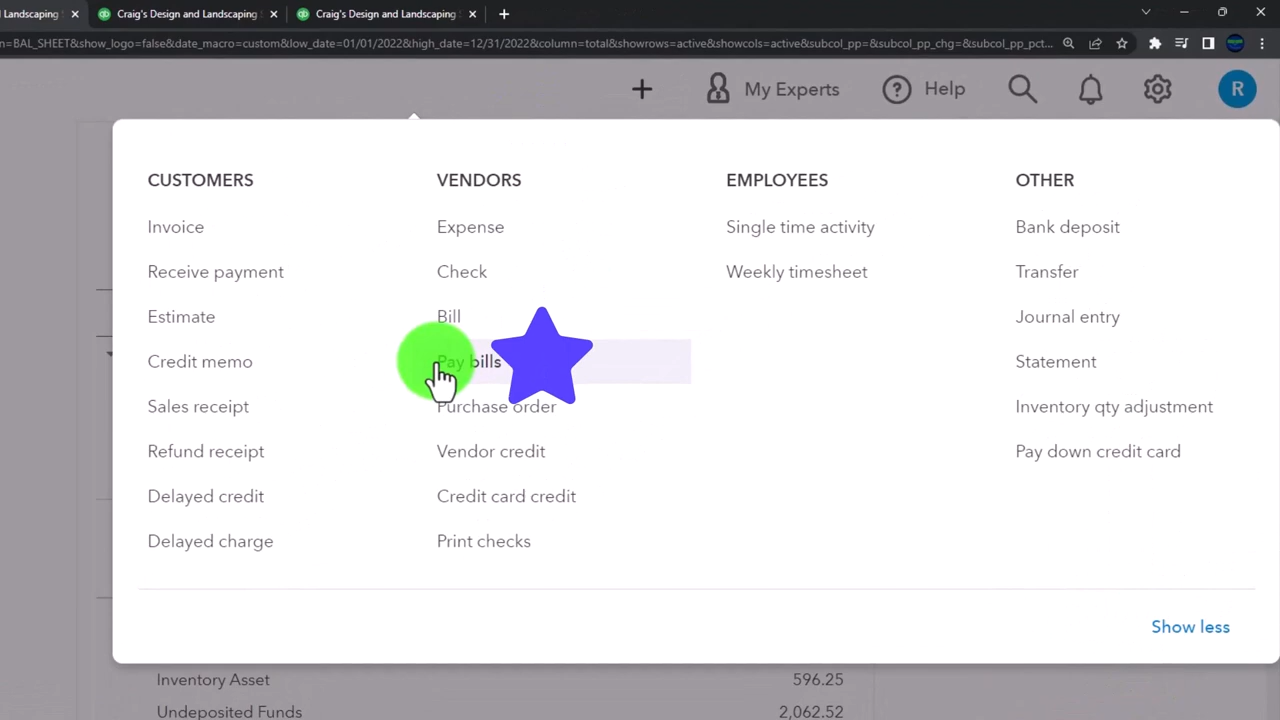 Landscaping
Craig's Design and Landscaping
Craig's Design and Landscaping
n=BAL_SHEET&show_logo=false&date_macro=custom&low_date=01/01/2022&high_date=12/31/2022&column=total&showrows=active&showcols=active&subcol_pp=&subcol_pp_chg=&subcol_pp_pct...
My Experts
Help
R
CUSTOMERS
Invoice
Receive payment
Estimate
Credit memo
Sales receipt
Refund receipt
Delayed credit
Delayed charge
VENDORS
Expense
Check
Bill
Pay bills
Purchase order
Vendor credit
Credit card credit
Print checks
EMPLOYEES
Single time activity
Weekly timesheet
OTHER
Bank deposit
Transfer
Journal entry
Statement
Inventory qty adjustment
Pay down credit card
Show less
Inventory Asset 596.25
Undeposited Funds 2,062.52